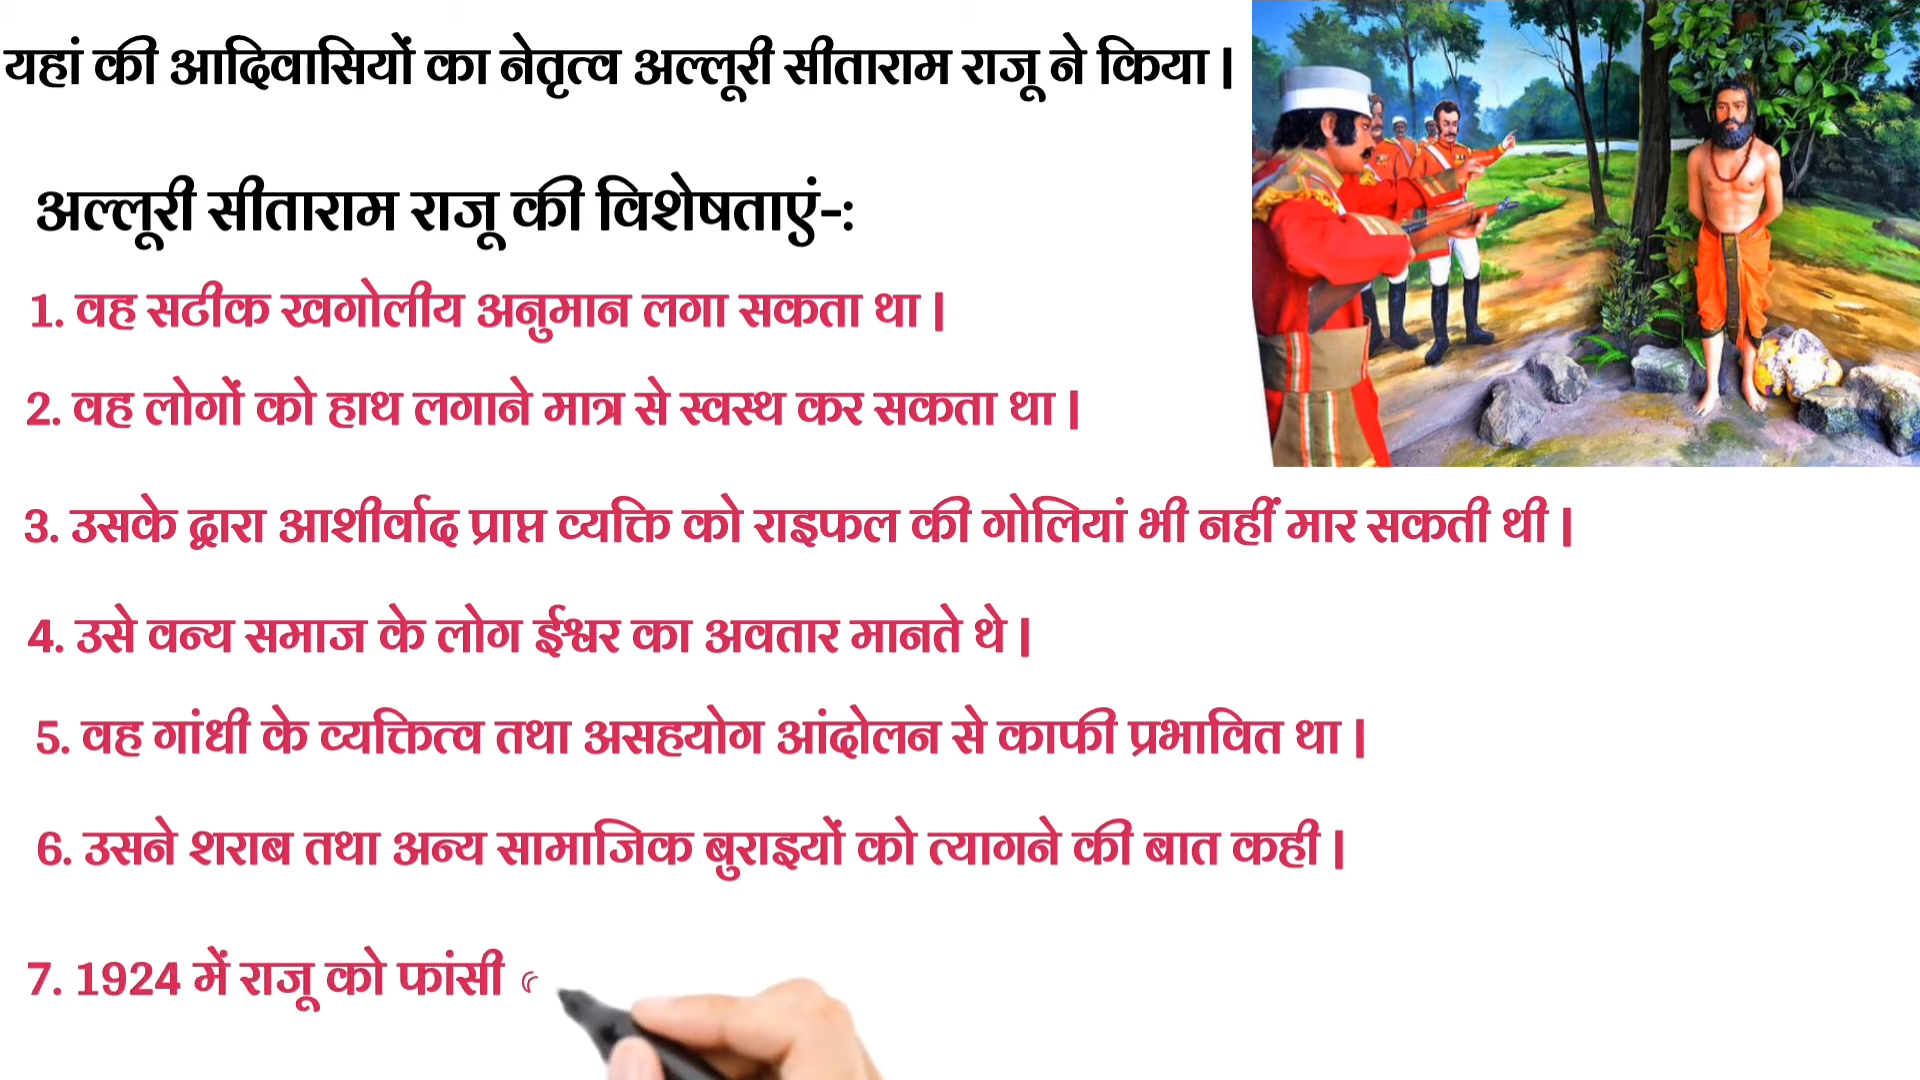 यहां की आदिवासियों का नेतृत्व अल्लूरी सीताराम राजू ने किया |
अल्लूरी सीताराम राजू की विशेषताएं-:
1. वह सटीक खगोलीय अनुमान लगा सकता था |
2. वह लोगों को हाथ लगाने मात्र से स्वस्थ कर सकता था |
3. उसके द्वारा आशीर्वाद प्राप्त व्यक्ति को राइफल की गोलियां भी नहीं मार सकती थी |
4. उसे वन्य समाज के लोग ईश्वर का अवतार मानते थे |
5. वह गांधी के व्यक्तित्व तथा असहयोग आंदोलन से काफी प्रभावित था |
6. उसने शराब तथा अन्य सामाजिक बुराइयों को त्यागने की बात कही |
7. 1924 में राजू को फांसी